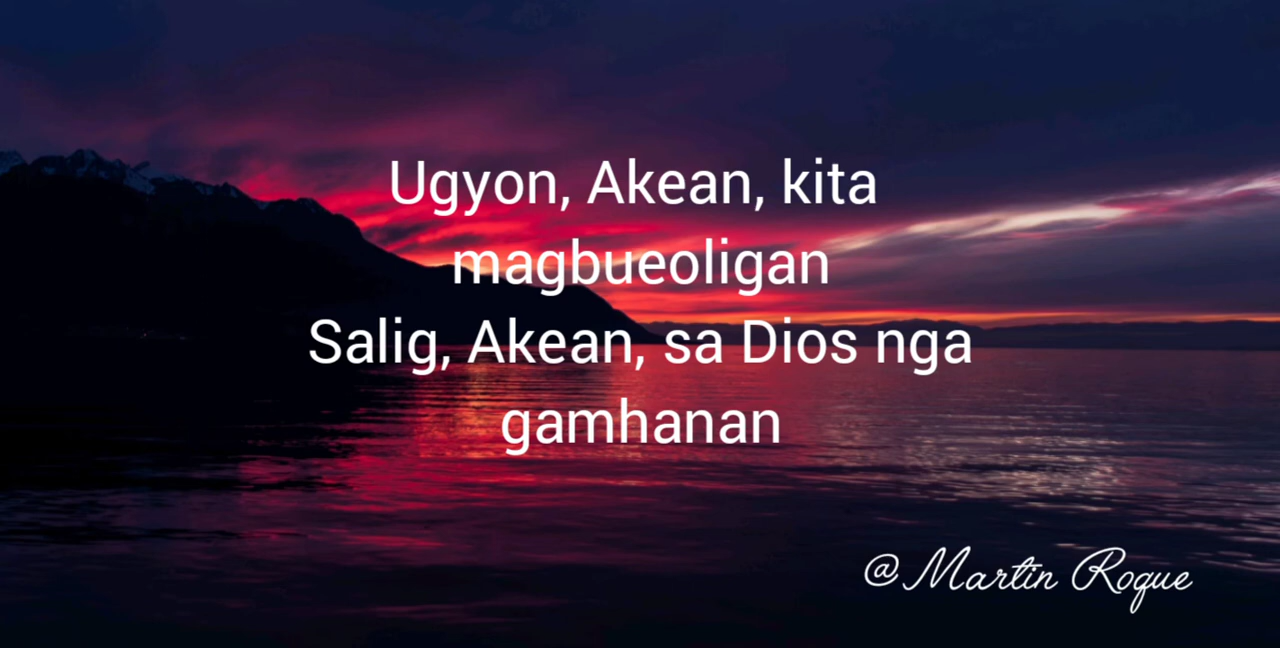 Ugyon, Akean, kita
magbueoligan
Salig, Akean, sa Dios nga
gamhanan
@Martin Roque